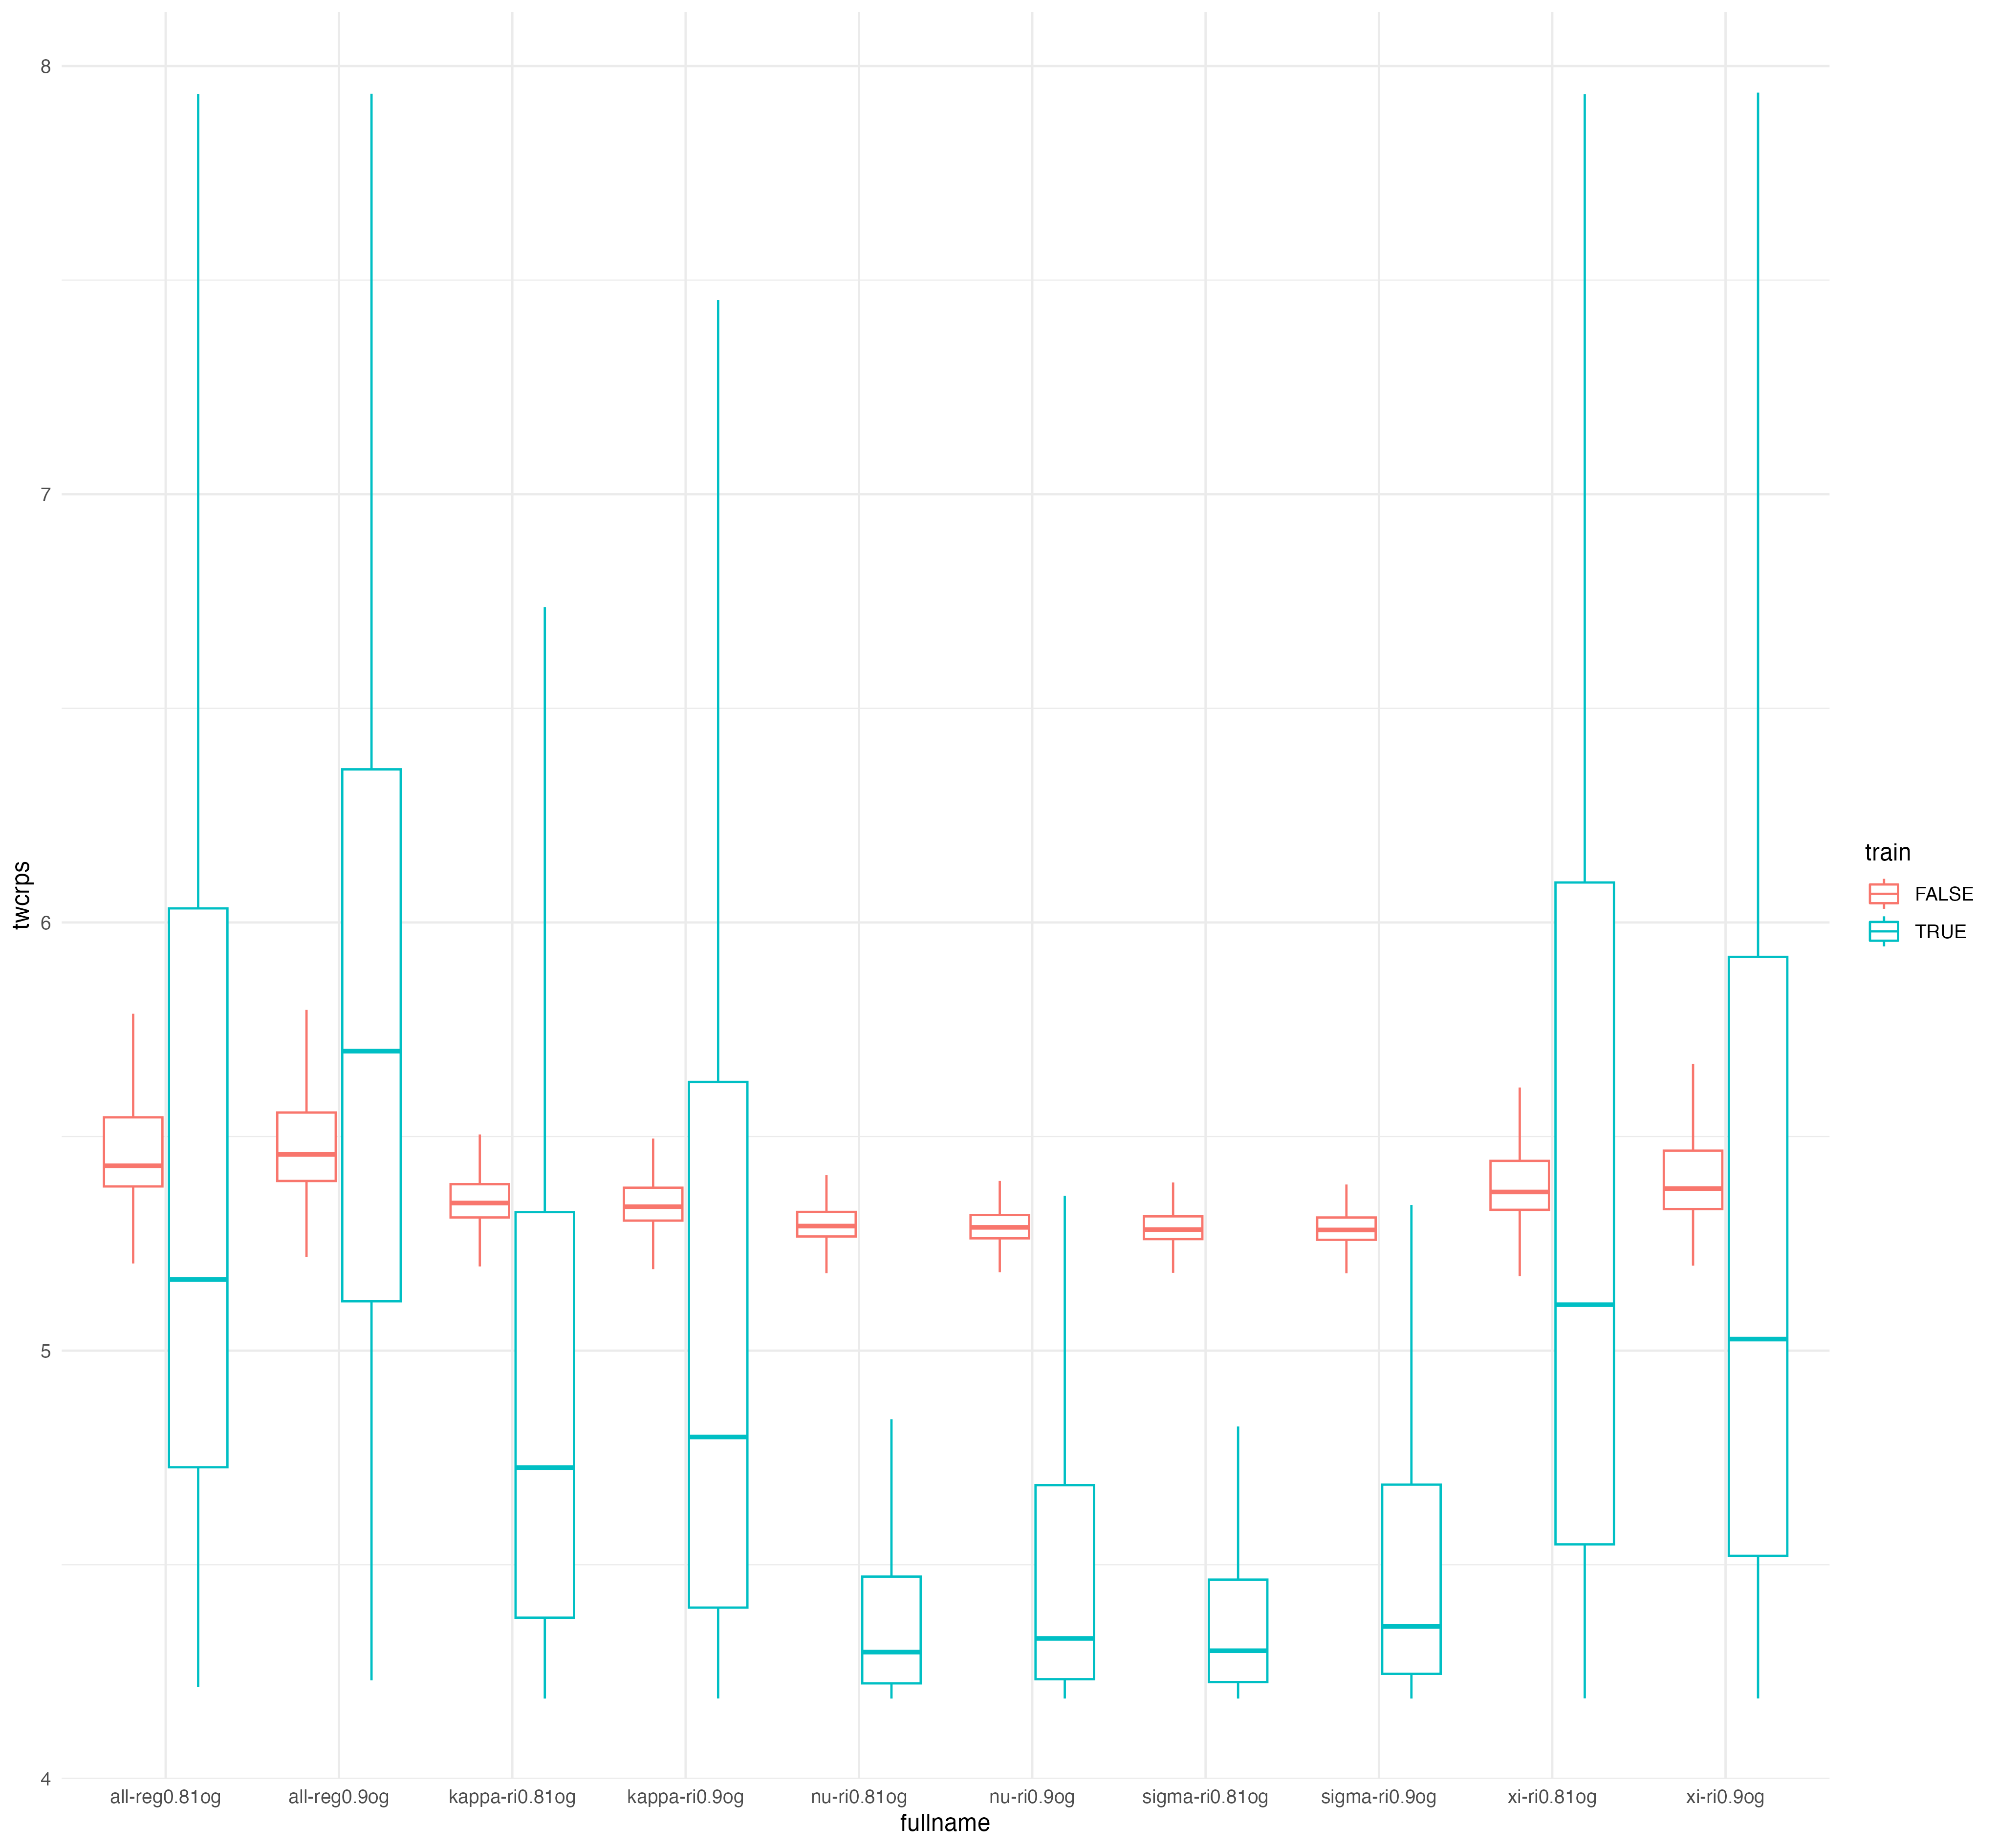 8
7
6
5
4
twcrps
all-reg0.81og
all-reg0.9og
kappa-ri0.81og
kappa-ri0.9og
nu-ri0.81og
nu-ri0.9og
sigma-ri0.81og
sigma-ri0.9og
xi-ri0.81og
xi-ri0.9og
fullname
train
FALSE
TRUE